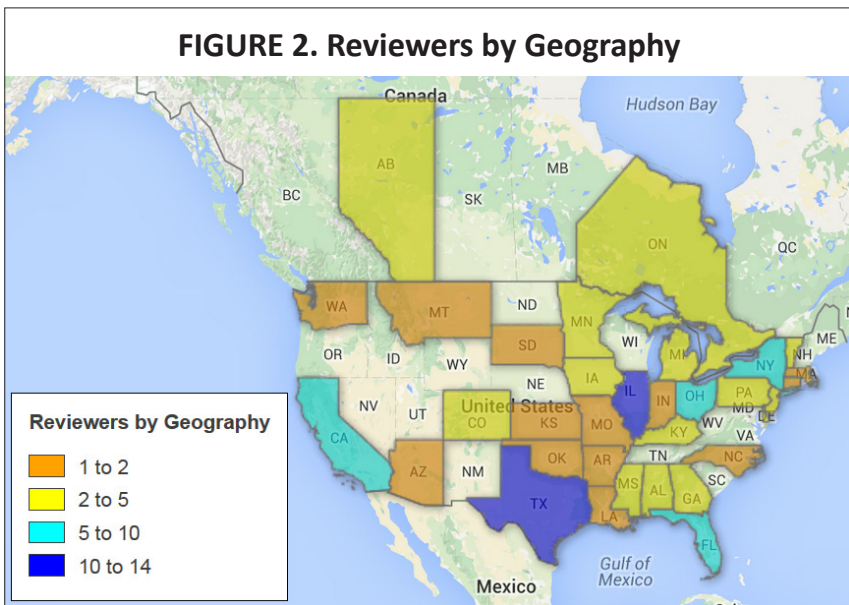 FIGURE 2. Reviewers by Geography
Canada
Hudson Bay
AB
MB
BC
SK
ON
QC
WA
MT
ND
MN
OR
ID
SD
WI
MI
NH
ME
WY
NY
MA
IA
NE
NV
UT
United States
IL
IN
OH
PA
MD
DE
CA
CO
KS
MO
KY
WV
VA
AZ
NM
OK
AR
TN
NC
SC
MS
AL
GA
TX
LA
FL
Gulf of
Mexico
Mexico
Reviewers by Geography
1 to 2
2 to 5
5 to 10
10 to 14